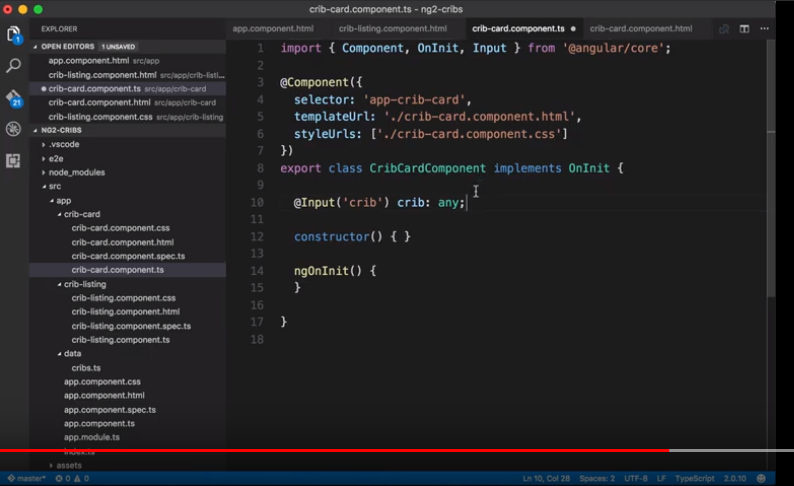 crib-card.component.ts - ng2-cribs
EXPLORER
app.component.html crib-listing.component.html crib-card.component.ts crib-card.component.html
OPEN EDITORS 1 UNSAVED
app.component.html src/app
crib-listing.component.html src/app/crib-listi...
crib-card.component.ts src/app/crib-card
crib-card.component.html src/app/crib-card
crib-listing.component.css src/app/crib-listing
NG2-CRIBS
.vscode
e2e
node_modules
src
app
crib-card
crib-card.component.css
crib-card.component.html
crib-card.component.spec.ts
crib-card.component.ts
crib-listing
crib-listing.component.css
crib-listing.component.html
crib-listing.component.spec.ts
crib-listing.component.ts
data
cribs.ts
app.component.css
app.component.html
app.component.spec.ts
app.component.ts
app.module.ts
index.ts
assets
1
21
1 import { Component, OnInit, Input } from '@angular/core';
2
3 @Component({
4 selector: 'app-crib-card',
5 templateUrl: './crib-card.component.html',
6 styleUrls: ['./crib-card.component.css']
7 })
8 export class CribCardComponent implements OnInit {
9
10 @Input('crib') crib: any;
11
12 constructor() { }
13
14 ngOnInit() {
15 }
16
17 }
18
master* 0 0 Ln 10, Col 28 Spaces: 2 UTF-8 LF TypeScript 2.0.10